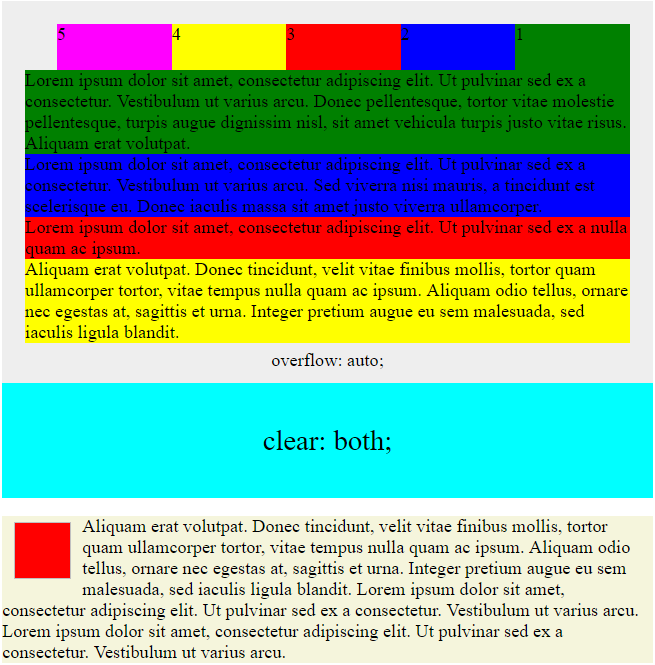 5 4 3 2 1
Lorem ipsum dolor sit amet, consectetur adipiscing elit. Ut pulvinar sed ex a
consectetur. Vestibulum ut varius arcu. Donec pellentesque, tortor vitae molestie
pellentesque, turpis augue dignissim nisl, sit amet vehicula turpis justo vitae risus.
Aliquam erat volutpat.
Lorem ipsum dolor sit amet, consectetur adipiscing elit. Ut pulvinar sed ex a
consectetur. Vestibulum ut varius arcu. Sed viverra nisi mauris, a tincidunt est
scelerisque eu. Donec iaculis massa sit amet justo viverra ullamcorper.
Lorem ipsum dolor sit amet, consectetur adipiscing elit. Ut pulvinar sed ex a nulla
quam ac ipsum.
Aliquam erat volutpat. Donec tincidunt, velit vitae finibus mollis, tortor quam
ullamcorper tortor, vitae tempus nulla quam ac ipsum. Aliquam odio tellus, ornare
nec egestas at, sagittis et urna. Integer pretium augue eu sem malesuada, sed
iaculis ligula blandit.
overflow: auto;
clear: both;
Aliquam erat volutpat. Donec tincidunt, velit vitae finibus mollis, tortor
quam ullamcorper tortor, vitae tempus nulla quam ac ipsum. Aliquam odio
tellus, ornare nec egestas at, sagittis et urna. Integer pretium augue eu sem
malesuada, sed iaculis ligula blandit. Lorem ipsum dolor sit amet,
consectetur adipiscing elit. Ut pulvinar sed ex a consectetur. Vestibulum ut varius arcu.
Lorem ipsum dolor sit amet, consectetur adipiscing elit. Ut pulvinar sed ex a
consectetur. Vestibulum ut varius arcu.